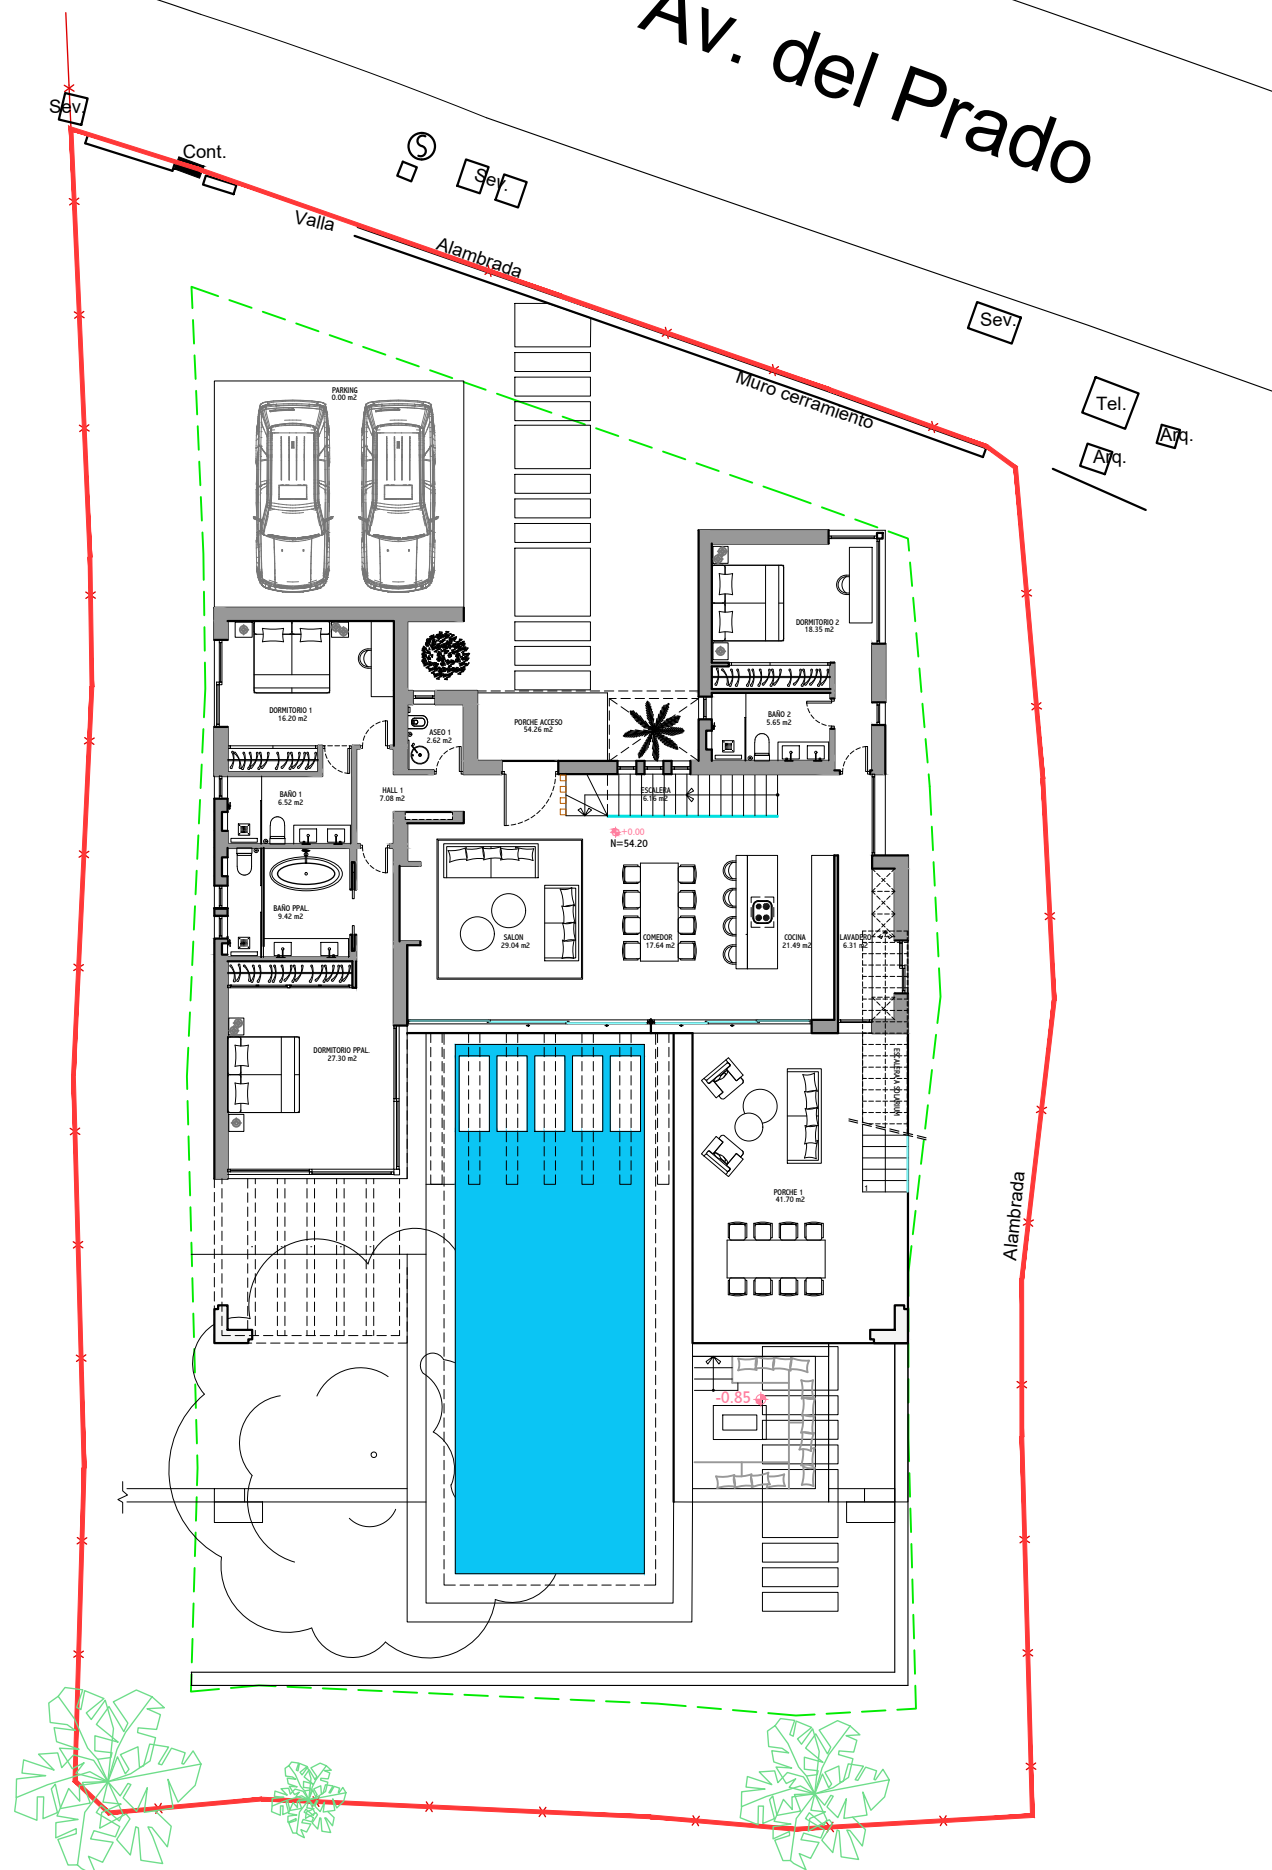 Av. del Prado
Sev.
Cont.
S
Sev.
Valla
Alambrada
Sev.
Muro cerramiento
Tel.
Arq.
Arq.
PARKING
0.00 m2
DORMITORIO 2
18.35 m2
DORMITORIO 1
16.20 m2
ASEO 1
2.62 m2
PORCHE ACCESO
54.26 m2
BAÑO 2
5.65 m2
BAÑO 1
6.52 m2
HALL 1
7.08 m2
ESCALERA
6.16 m2
+0.00
N=54.20
BAÑO PPAL.
9.42 m2
SALON
29.04 m2
COMEDOR
17.64 m2
COCINA
21.49 m2
LAVADERO
6.31 m2
DORMITORIO PPAL.
27.30 m2
ESCALERA A SOLARIUM
PORCHE 1
41.70 m2
1
Alambrada
-0.85